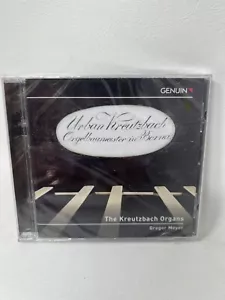 GENUIN
Urban Kreutzbach
Orgelbaumeister in Borna
The Kreutzbach Organs
Gregor Meyer